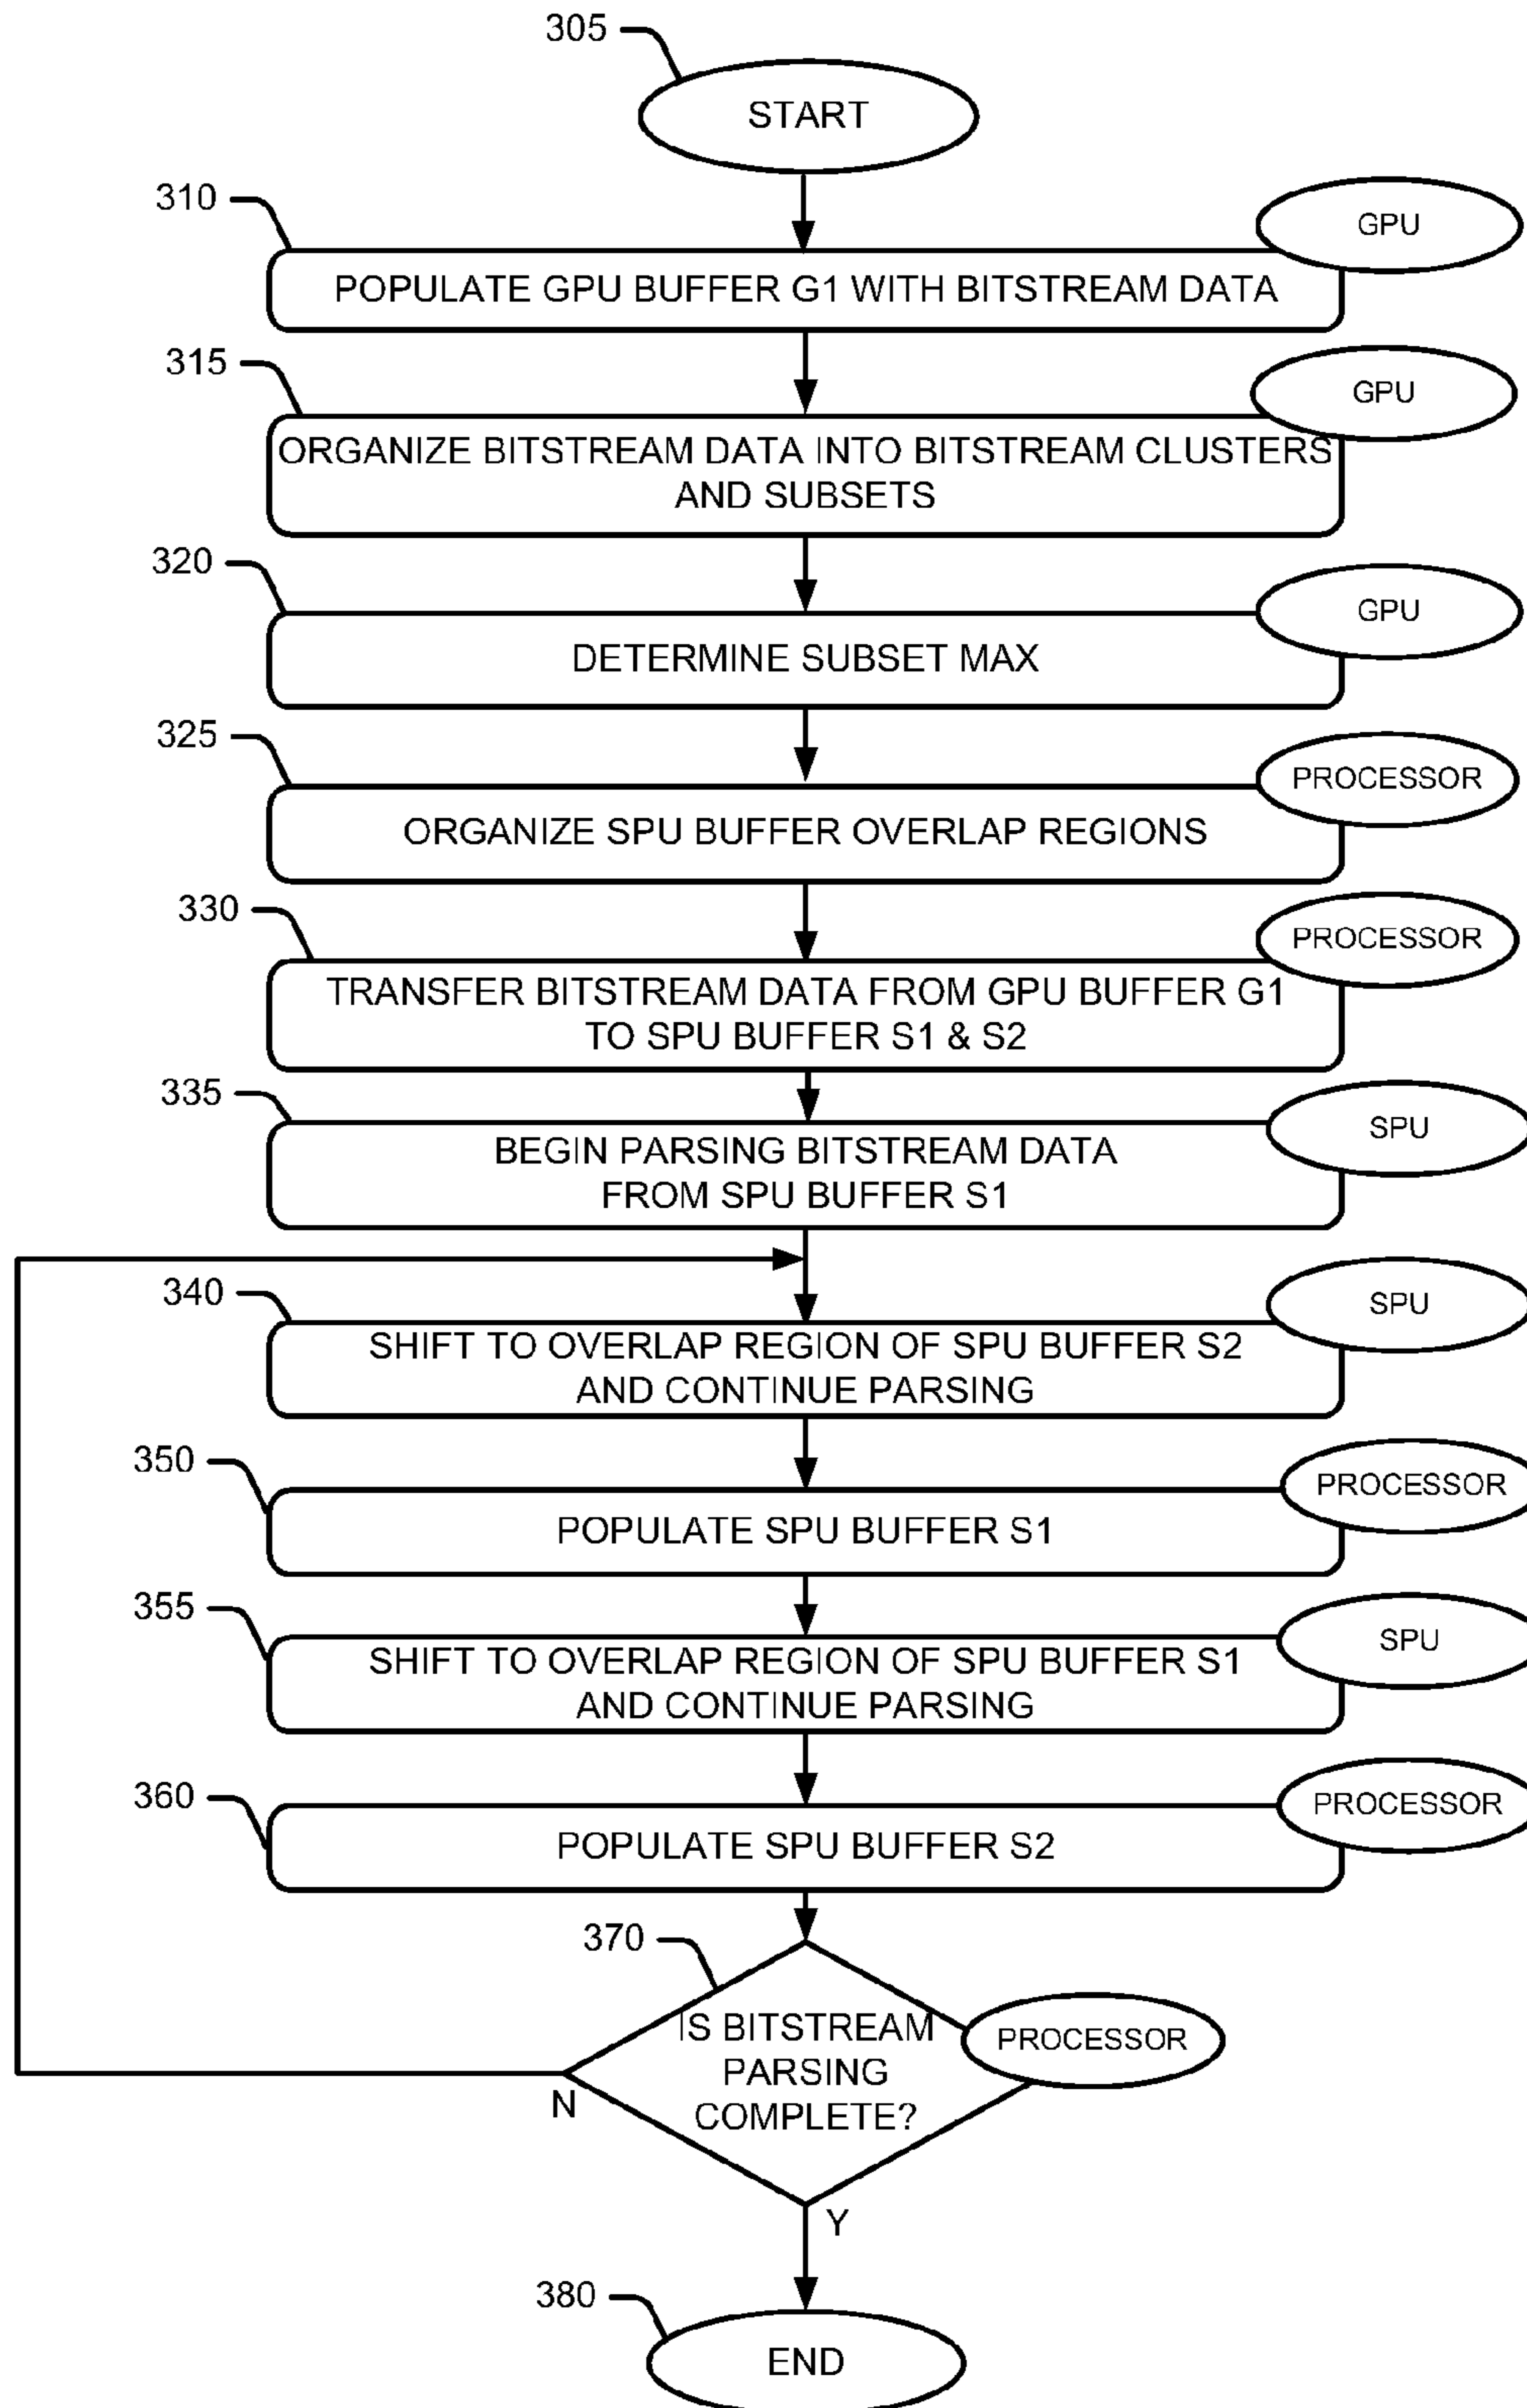 305
START
310
GPU
POPULATE GPU BUFFER G1 WITH BITSTREAM DATA
315
GPU
ORGANIZE BITSTREAM DATA INTO BITSTREAM CLUSTERS
AND SUBSETS
320
GPU
DETERMINE SUBSET MAX
325
PROCESSOR
ORGANIZE SPU BUFFER OVERLAP REGIONS
330
PROCESSOR
TRANSFER BITSTREAM DATA FROM GPU BUFFER G1
TO SPU BUFFER S1 & S2
335
SPU
BEGIN PARSING BITSTREAM DATA
FROM SPU BUFFER S1
340
SPU
SHIFT TO OVERLAP REGION OF SPU BUFFER S2
AND CONTINUE PARSING
350
PROCESSOR
POPULATE SPU BUFFER S1
355
SPU
SHIFT TO OVERLAP REGION OF SPU BUFFER S1
AND CONTINUE PARSING
360
PROCESSOR
POPULATE SPU BUFFER S2
370
IS BITSTREAM
PARSING
COMPLETE?
PROCESSOR
N
Y
380
END